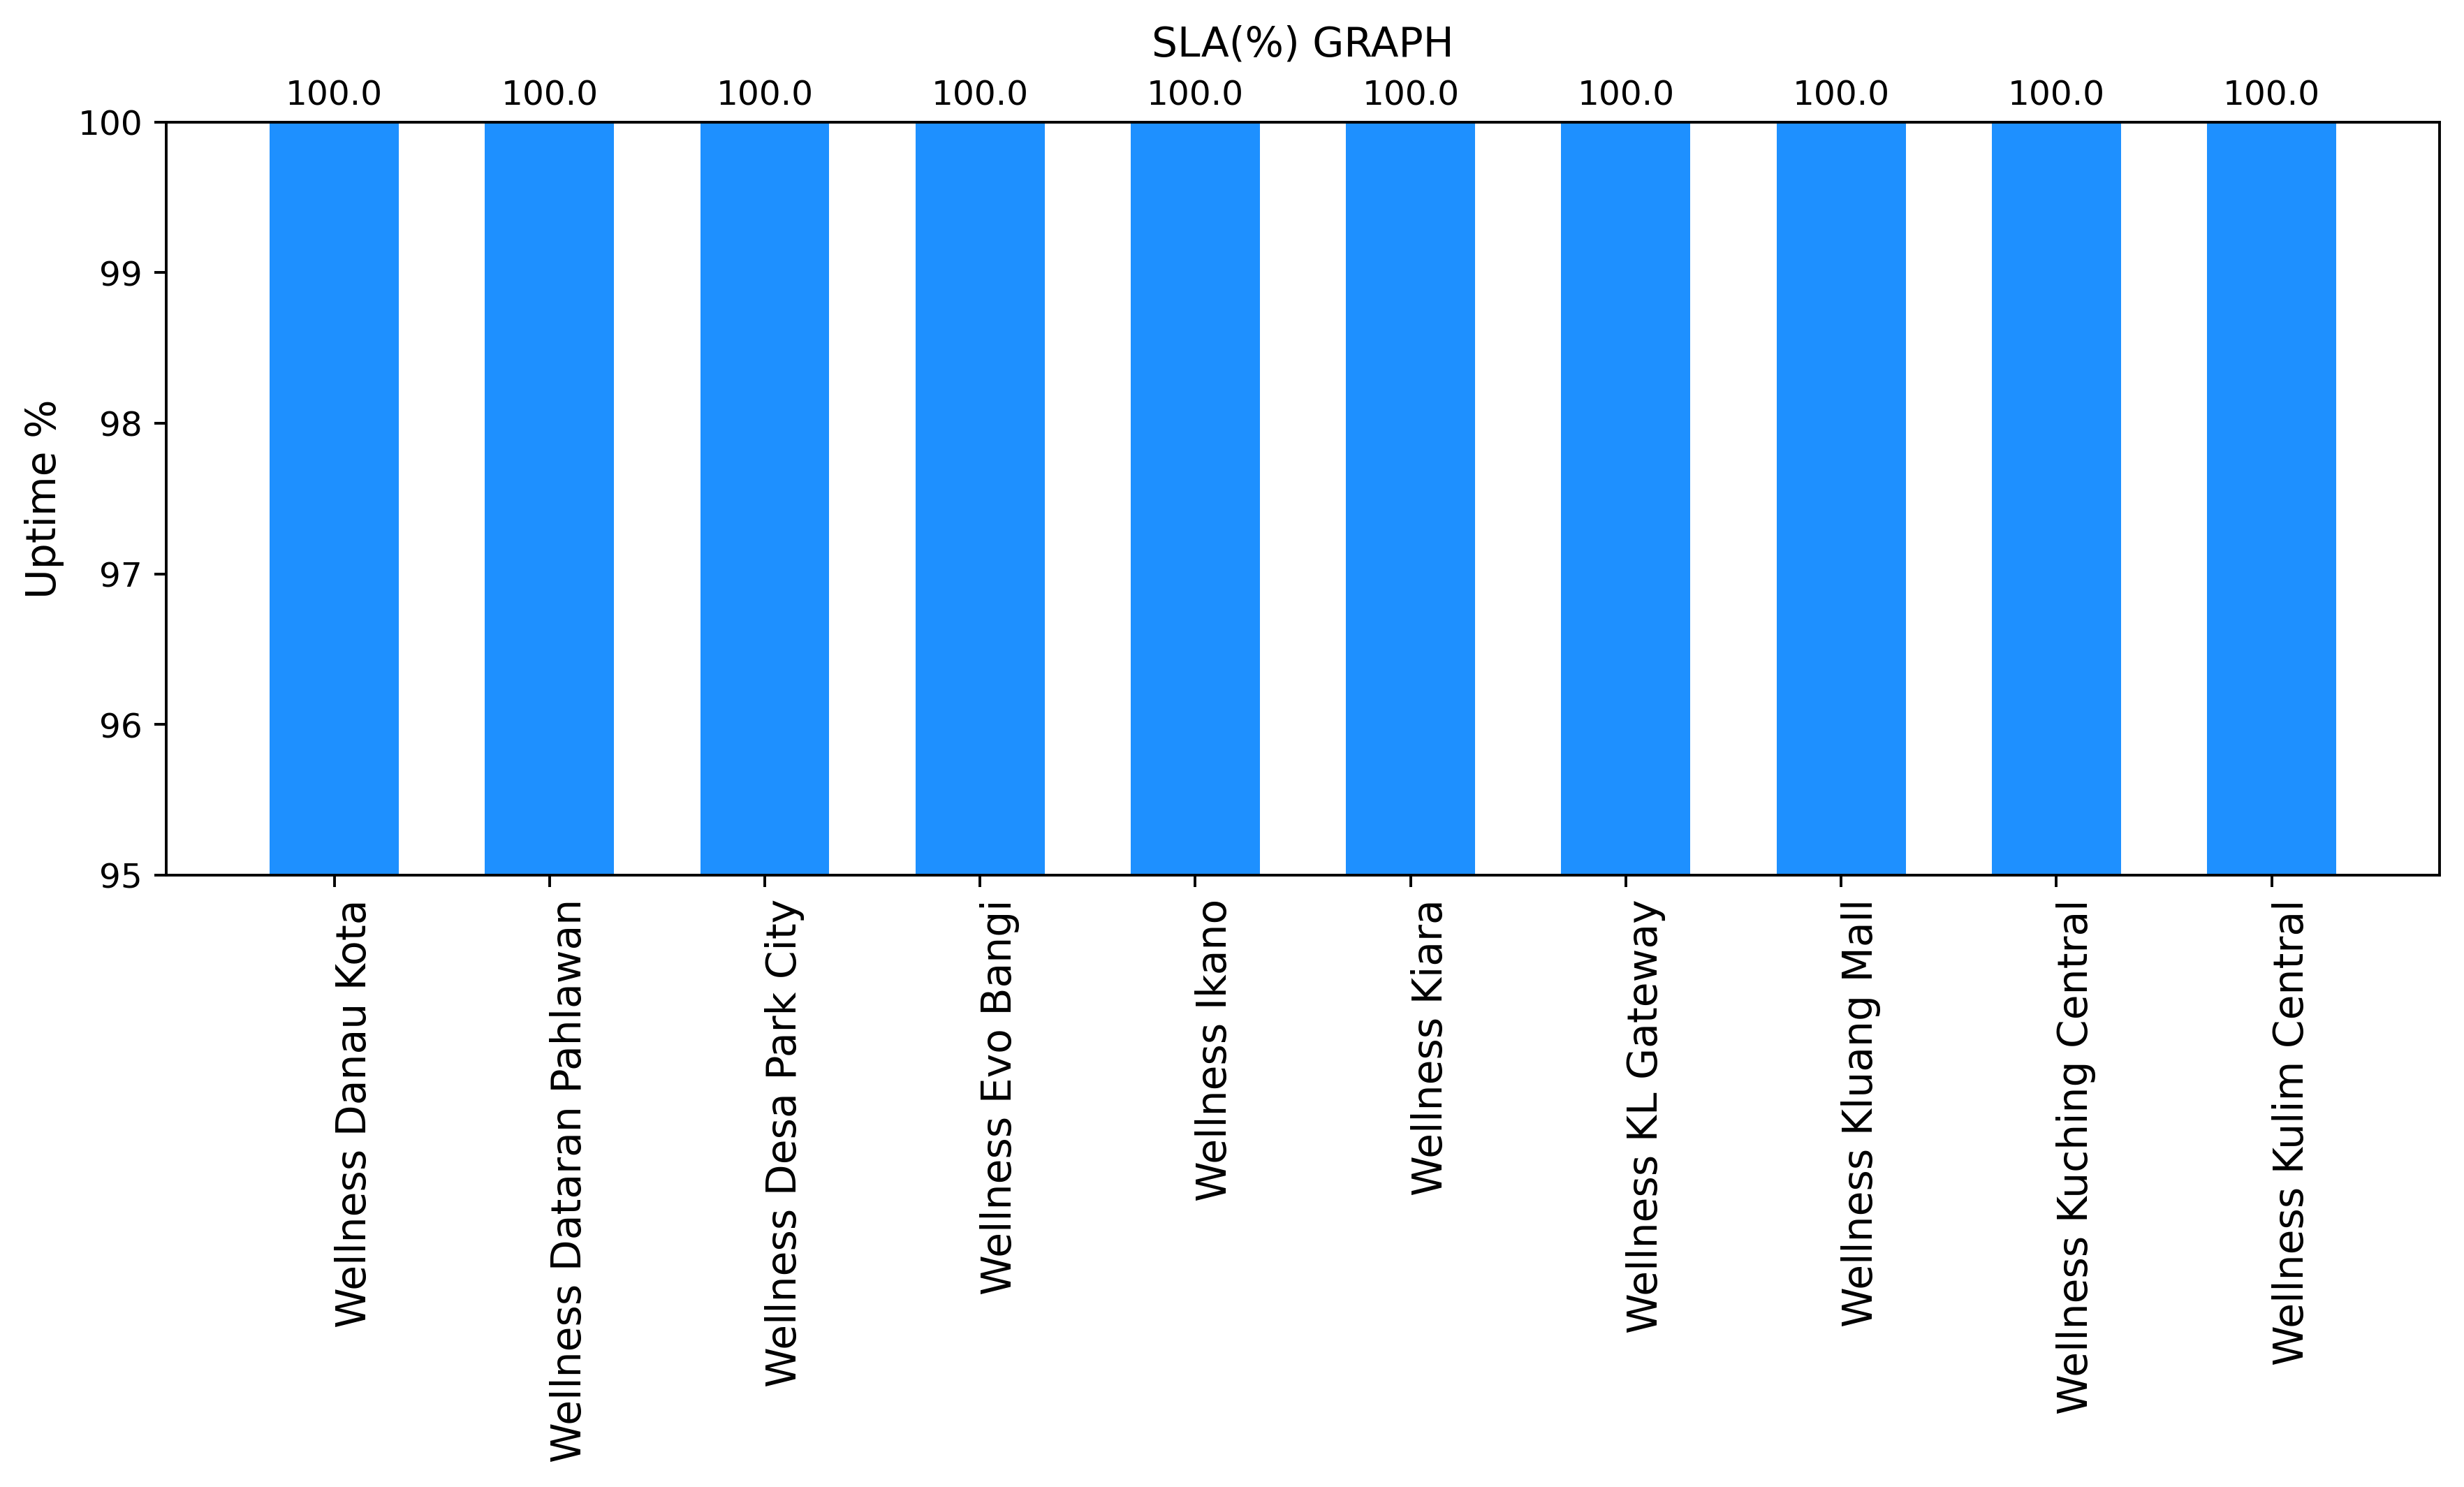 SLA(%) GRAPH
100.0 100.0 100.0 100.0 100.0 100.0 100.0 100.0 100.0 100.0
100
99
98
97
96
95
Uptime %
Wellness Danau Kota
Wellness Dataran Pahlawan
Wellness Desa Park City
Wellness Evo Bangi
Wellness Ikano
Wellness Kiara
Wellness KL Gateway
Wellness Kluang Mall
Wellness Kuching Central
Wellness Kulim Central